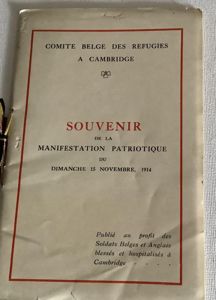 COMITE BELGE DES REFUGIES
A CAMBRIDGE
SOUVENIR
DE LA
MANIFESTATION PATRIOTIQUE
DU
DIMANCHE 15 NOVEMBRE, 1914
Publié au profit des
Soldats Belges et Anglais
blessés et hospitalisés à
Cambridge - - - -